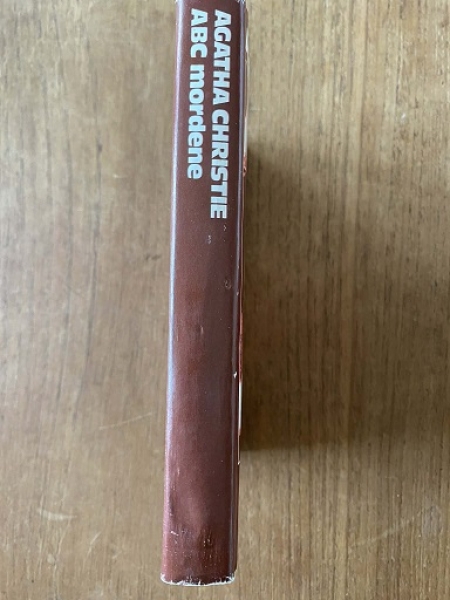 AGATHA CHRISTIE
ABC mordene